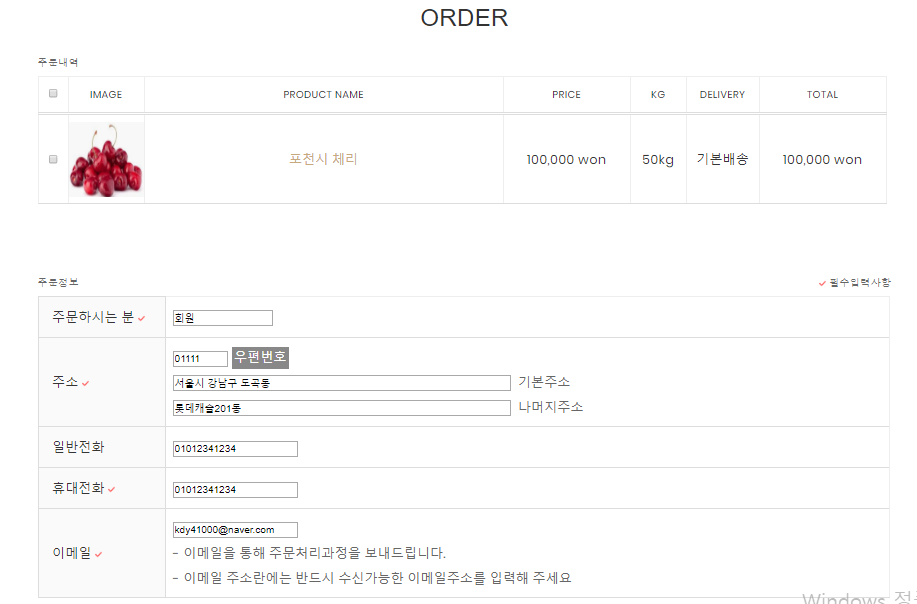 ORDER
주문내역
IMAGE PRODUCT NAME PRICE KG DELIVERY TOTAL
포천시 체리 100,000 won 50kg 기본배송 100,000 won
주문정보 필수입력사항
주문하시는 분 회원
01111 우편번호
주소 서울시 강남구 도곡동 기본주소
롯데캐슬201동 나머지주소
일반전화 01012341234
휴대전화 01012341234
kdy41000@naver.com
이메일 - 이메일을 통해 주문처리과정을 보내드립니다.
- 이메일 주소란에는 반드시 수신가능한 이메일주소를 입력해 주세요
Windows 정